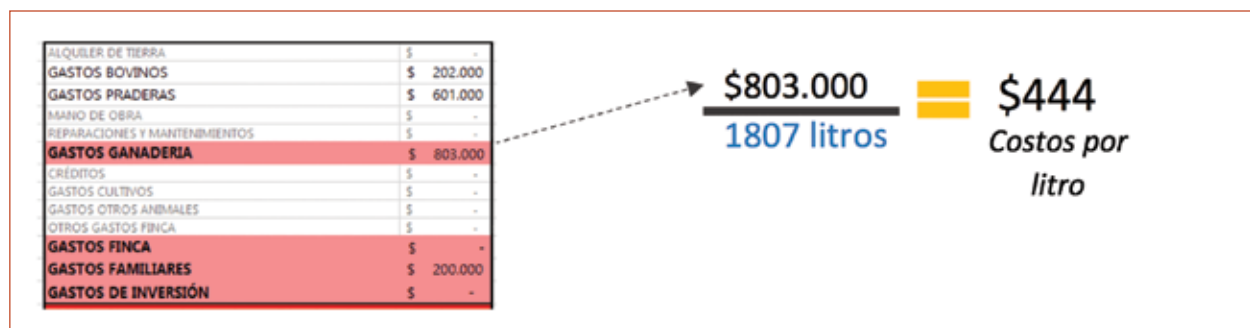 ALQUILER DE TIERRA $ -
GASTOS BOVINOS $ 202.000
GASTOS PRADERAS $ 601.000
MANO DE OBRA $ -
REPARACIONES Y MANTENIMIENTOS $ -
GASTOS GANADERIA $ 803.000
CRÉDITOS $ -
GASTOS CULTIVOS $ -
GASTOS OTROS ANIMALES $ -
OTROS GASTOS FINCA $ -
GASTOS FINCA $ -
GASTOS FAMILIARES $ 200.000
GASTOS DE INVERSIÓN $ -
$803.000
1807 litros
$444
Costos por
litro